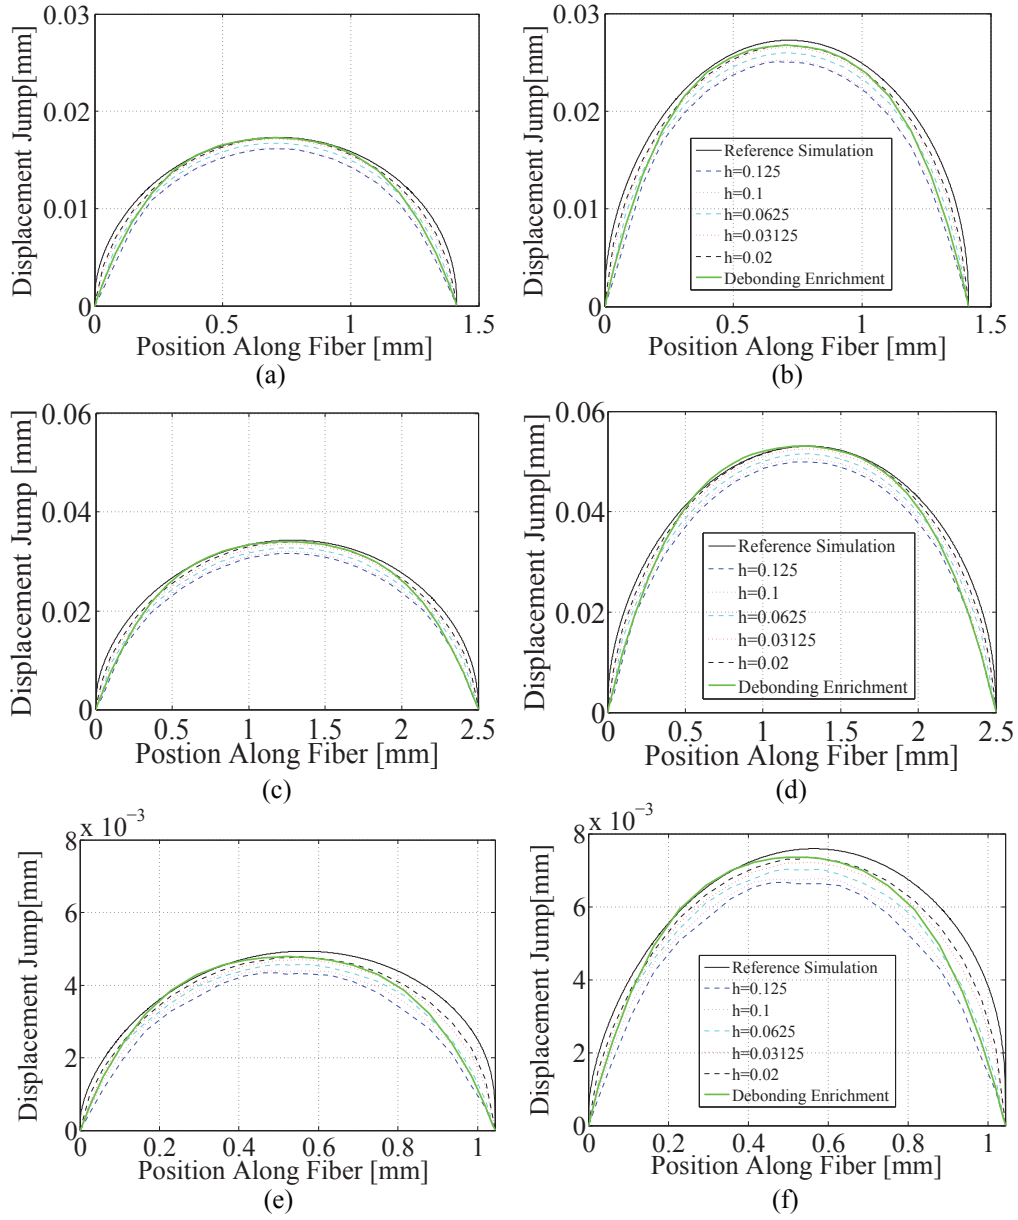 0.03
0.02
0.01
0
Displacement Jump[mm]
0
0.5
1
1.5
Position Along Fiber [mm]
(a)
0.03
0.02
0.01
0
Displacement Jump[mm]
Reference Simulation
h=0.125
h=0.1
h=0.0625
h=0.03125
h=0.02
Debonding Enrichment
0
0.5
1
1.5
Position Along Fiber [mm]
(b)
0.06
0.04
0.02
0
Displacement Jump [mm]
0
0.5
1
1.5
2
2.5
Postion Along Fiber [mm]
(c)
0.06
0.04
0.02
0
Displacement Jump[mm]
Reference Simulation
h=0.125
h=0.1
h=0.0625
h=0.03125
h=0.02
Debonding Enrichment
0
0.5
1
1.5
2
2.5
Position Along Fiber [mm]
(d)
x 10⁻³
8
6
4
2
0
Displacement Jump[mm]
0
0.2
0.4
0.6
0.8
1
Position Along Fiber [mm]
(e)
x 10⁻³
8
6
4
2
0
Displacement Jump[mm]
Reference Simulation
h=0.125
h=0.1
h=0.0625
h=0.03125
h=0.02
Debonding Enrichment
0
0.2
0.4
0.6
0.8
1
Position Along Fiber [mm]
(f)